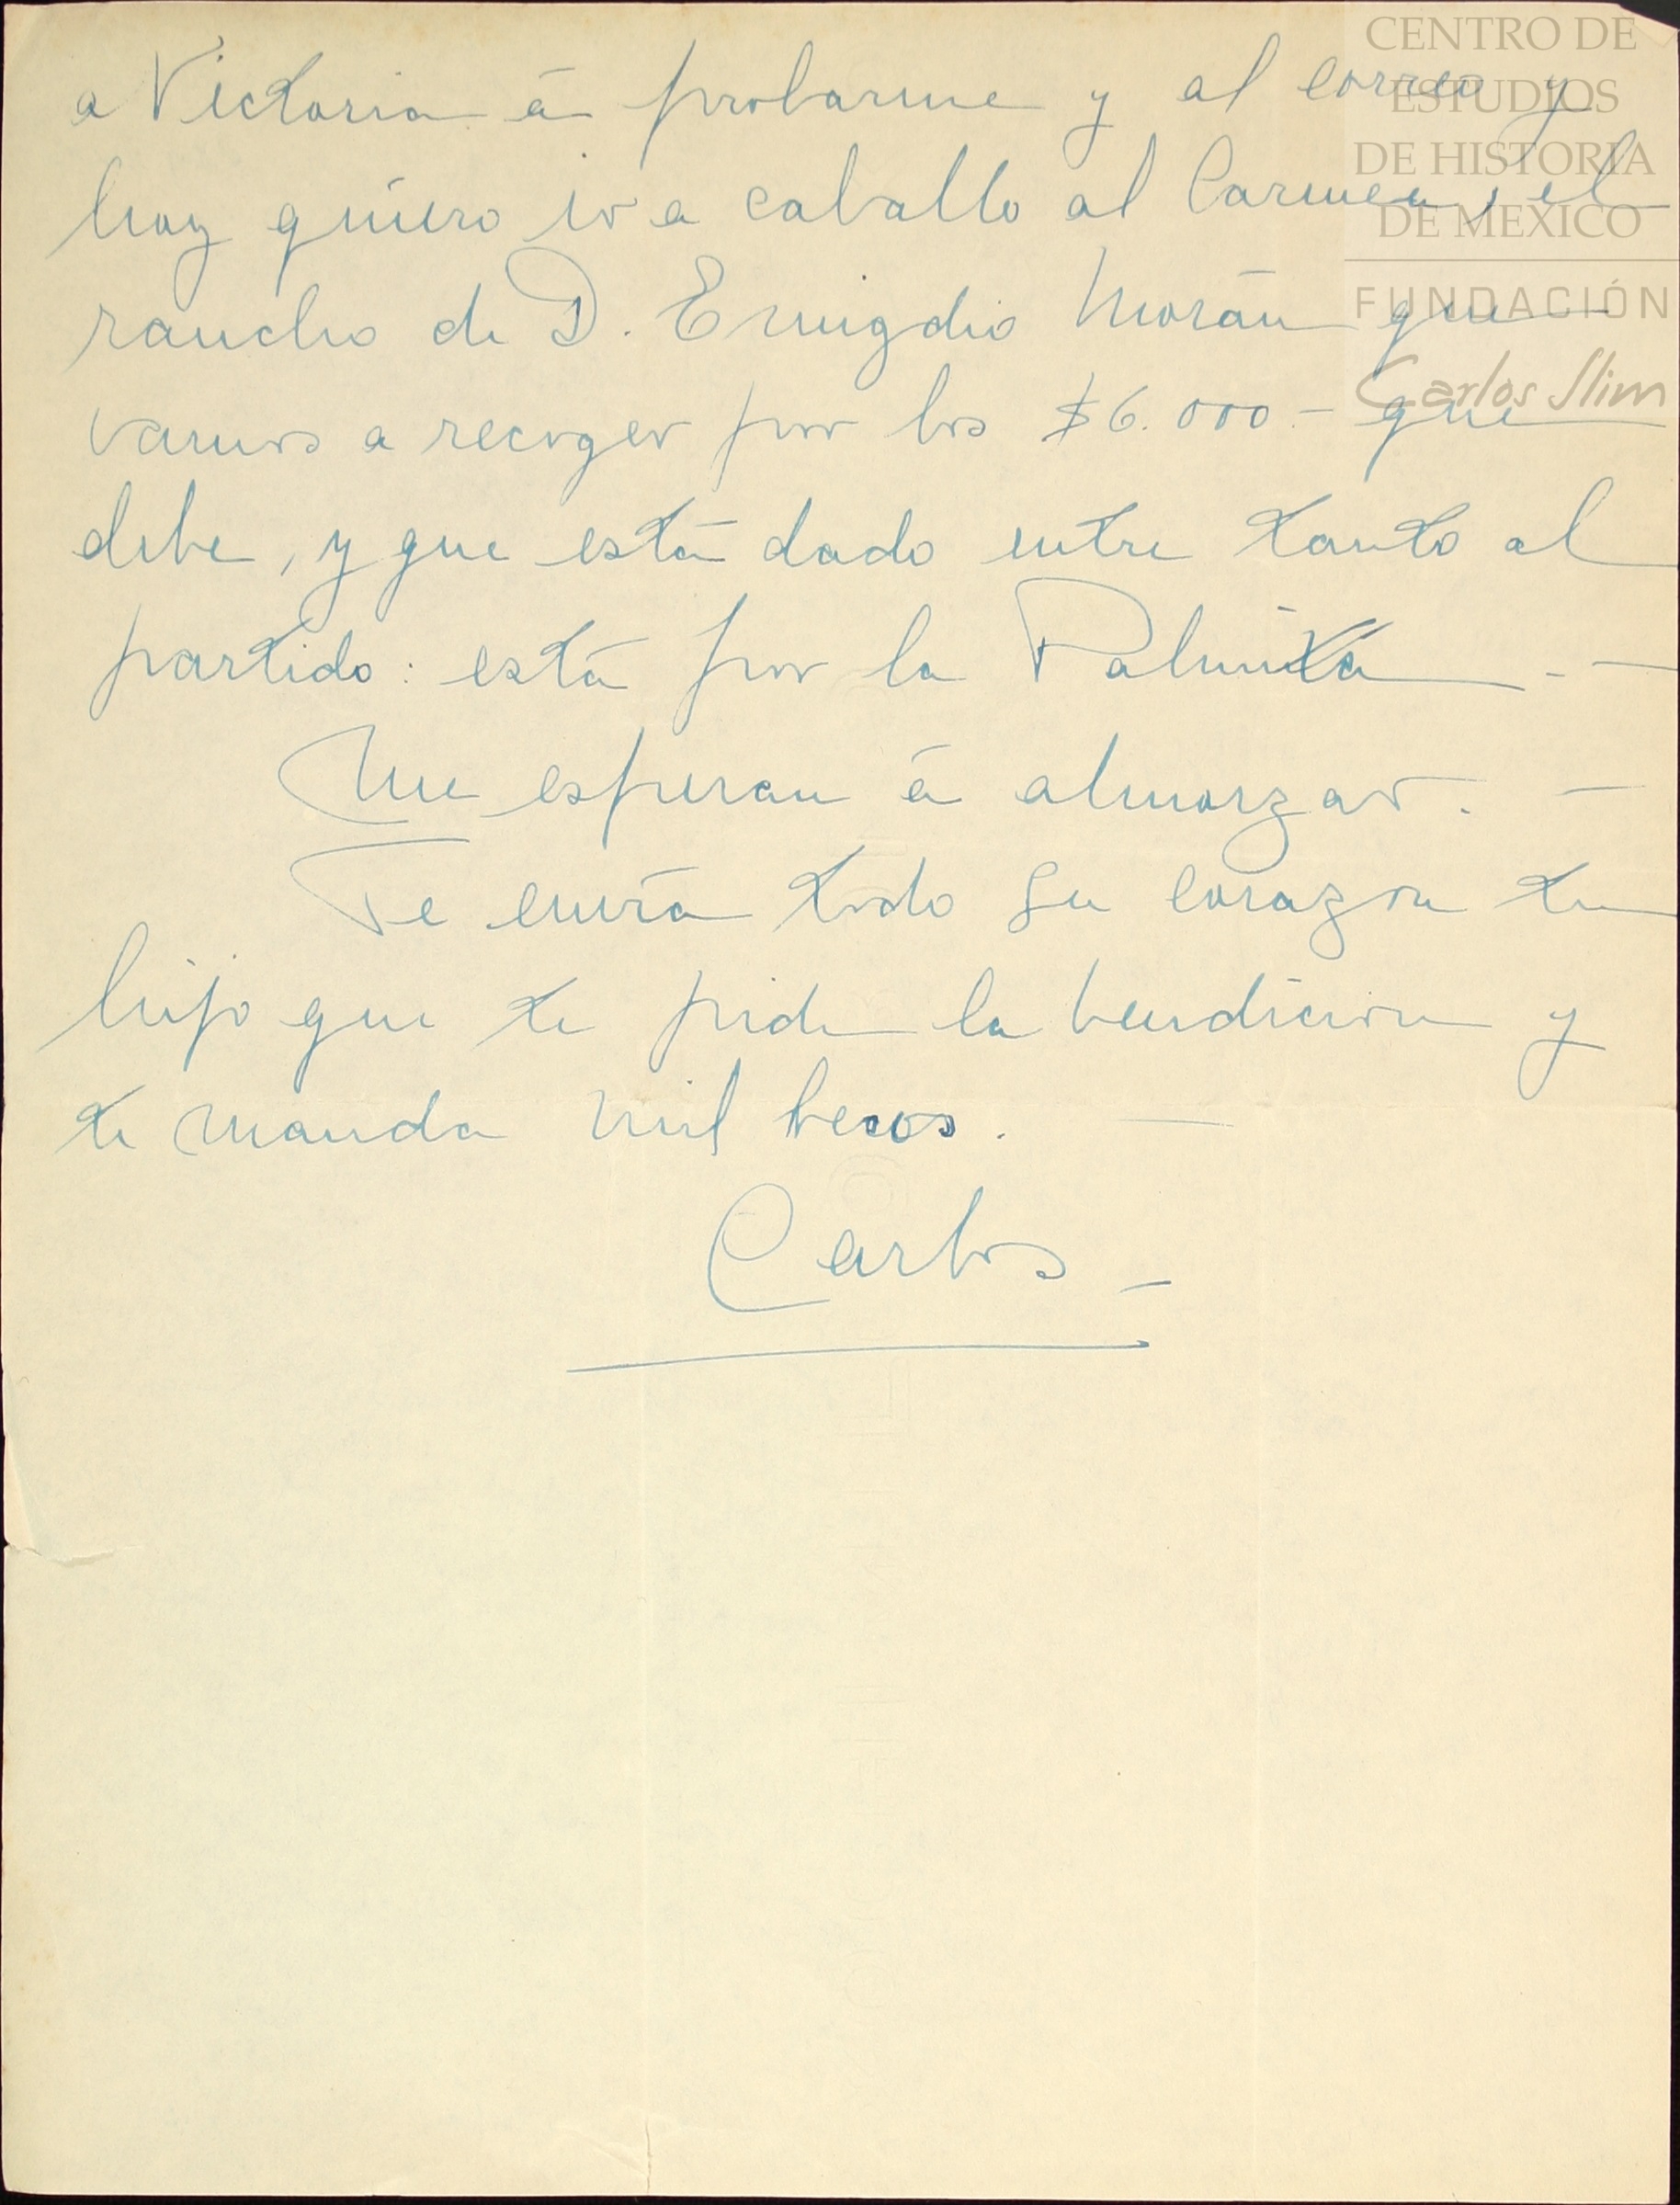 CENTRO DE
ESTUDIOS
DE HISTORIA
DE MEXICO
FUNDACIÓN
Carlos Slim
a Victoria á probarme y al correo y
hoy quiero ir a caballo al Carmen, el
rancho de D. Emigdio Morán que
vamos a recoger por los $6.000.- que
debe, y que está dado entre tanto al
partido: está por la Palmita. -
Me esperan á almorzar. -
Te envía todo su corazon tu
hijo que te pide la bendicion y
te manda mil besos. -
Carlos -